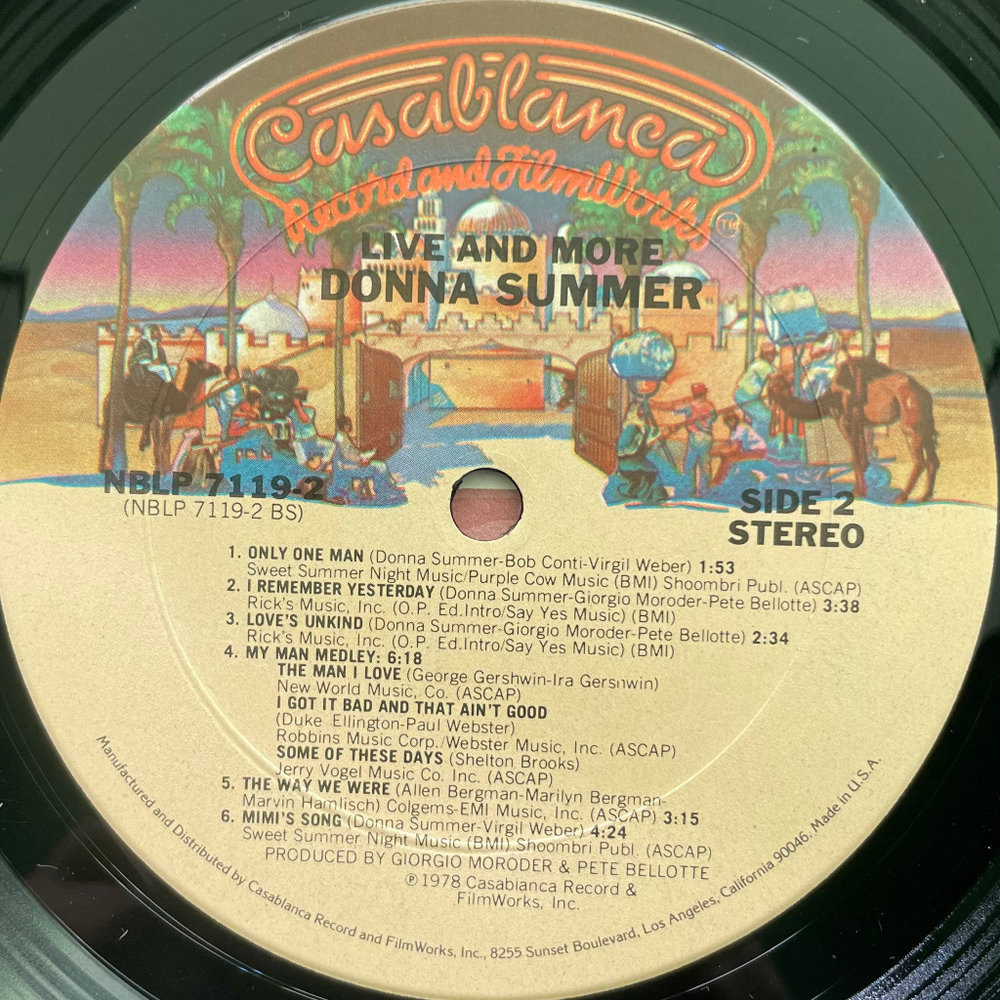 Casablanca
Record and FilmWorks
TM
LIVE AND MORE
DONNA SUMMER
NBLP 7119-2
(NBLP 7119-2 BS)
SIDE 2
STEREO
1. ONLY ONE MAN (Donna Summer-Bob Conti-Virgil Weber) 1:53
Sweet Summer Night Music/Purple Cow Music (BMI) Shoombri Publ. (ASCAP)
2. I REMEMBER YESTERDAY (Donna Summer-Giorgio Moroder-Pete Bellotte) 3:38
Rick's Music, Inc. (O.P. Ed.Intro/Say Yes Music) (BMI)
3. LOVE'S UNKIND (Donna Summer-Giorgio Moroder-Pete Bellotte) 2:34
Rick's Music, Inc. (O.P. Ed.Intro/Say Yes Music) (BMI)
4. MY MAN MEDLEY: 6:18
THE MAN I LOVE (George Gershwin-Ira Gershwin)
New World Music, Co. (ASCAP)
I GOT IT BAD AND THAT AIN'T GOOD
(Duke Ellington-Paul Webster)
Robbins Music Corp./Webster Music, Inc. (ASCAP)
SOME OF THESE DAYS (Shelton Brooks)
Jerry Vogel Music Co. Inc. (ASCAP)
5. THE WAY WE WERE (Allen Bergman-Marilyn Bergman-
Marvin Hamlisch) Colgems-EMI Music, Inc. (ASCAP) 3:15
6. MIMI'S SONG (Donna Summer-Virgil Weber) 4:24
Sweet Summer Night Music (BMI) Shoombri Publ. (ASCAP)
PRODUCED BY GIORGIO MORODER & PETE BELLOTTE
℗ 1978 Casablanca Record &
FilmWorks, Inc.
Manufactured and Distributed by Casablanca Record and FilmWorks, Inc., 8255 Sunset Boulevard, Los Angeles, California 90046. Made in U.S.A.